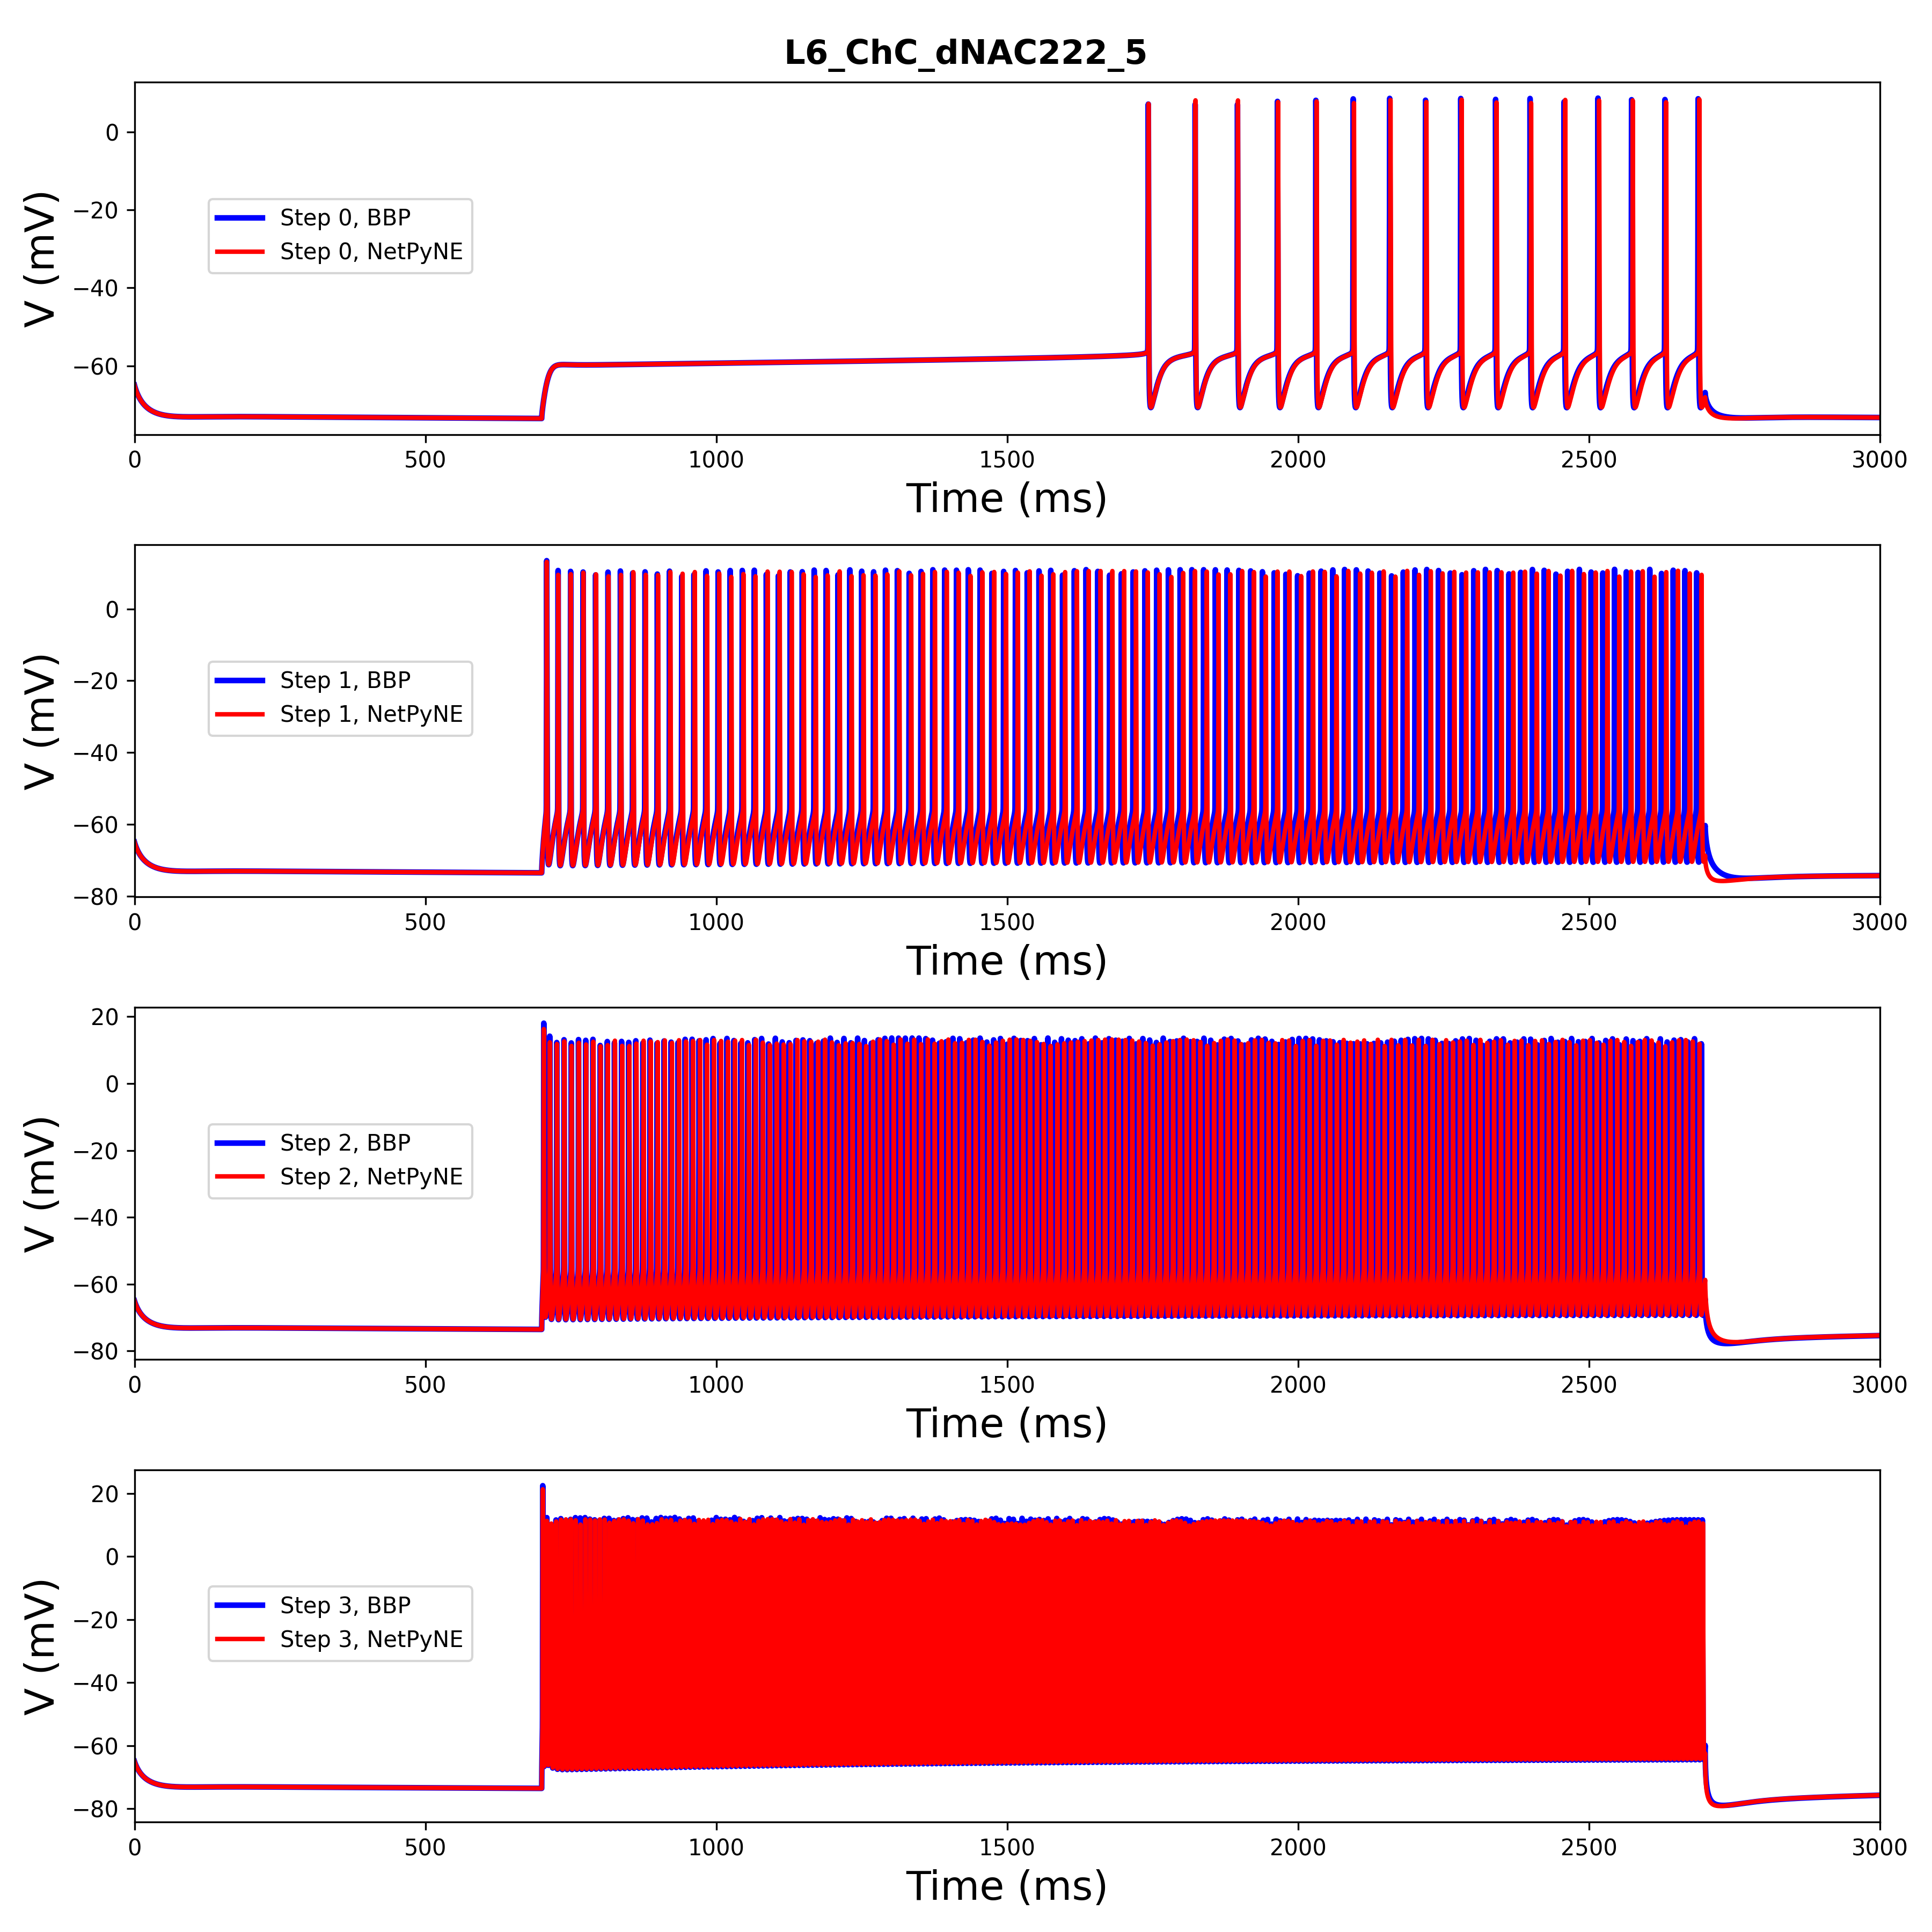 L6_ChC_dNAC222_5
0
−20
−40
−60
V (mV)
Step 0, BBP
Step 0, NetPyNE
0 500 1000 1500 2000 2500 3000
Time (ms)
0
−20
−40
−60
−80
V (mV)
Step 1, BBP
Step 1, NetPyNE
0 500 1000 1500 2000 2500 3000
Time (ms)
20
0
−20
−40
−60
−80
V (mV)
Step 2, BBP
Step 2, NetPyNE
0 500 1000 1500 2000 2500 3000
Time (ms)
20
0
−20
−40
−60
−80
V (mV)
Step 3, BBP
Step 3, NetPyNE
0 500 1000 1500 2000 2500 3000
Time (ms)